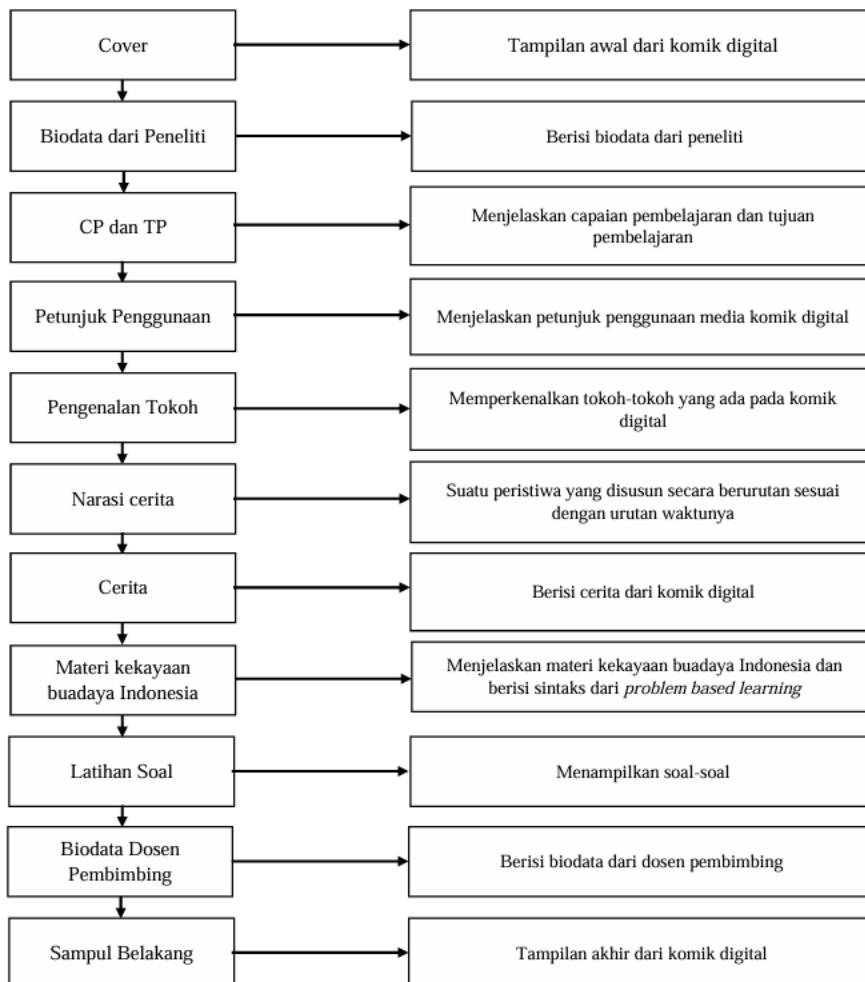 Cover
Tampilan awal dari komik digital
Biodata dari Peneliti
Berisi biodata dari peneliti
CP dan TP
Menjelaskan capaian pembelajaran dan tujuan
pembelajaran
Petunjuk Penggunaan
Menjelaskan petunjuk penggunaan media komik digital
Pengenalan Tokoh
Memperkenalkan tokoh-tokoh yang ada pada komik
digital
Narasi cerita
Suatu peristiwa yang disusun secara berurutan sesuai
dengan urutan waktunya
Cerita
Berisi cerita dari komik digital
Materi kekayaan
buadaya Indonesia
Menjelaskan materi kekayaan buadaya Indonesia dan
berisi sintaks dari problem based learning
Latihan Soal
Menampilkan soal-soal
Biodata Dosen
Pembimbing
Berisi biodata dari dosen pembimbing
Sampul Belakang
Tampilan akhir dari komik digital